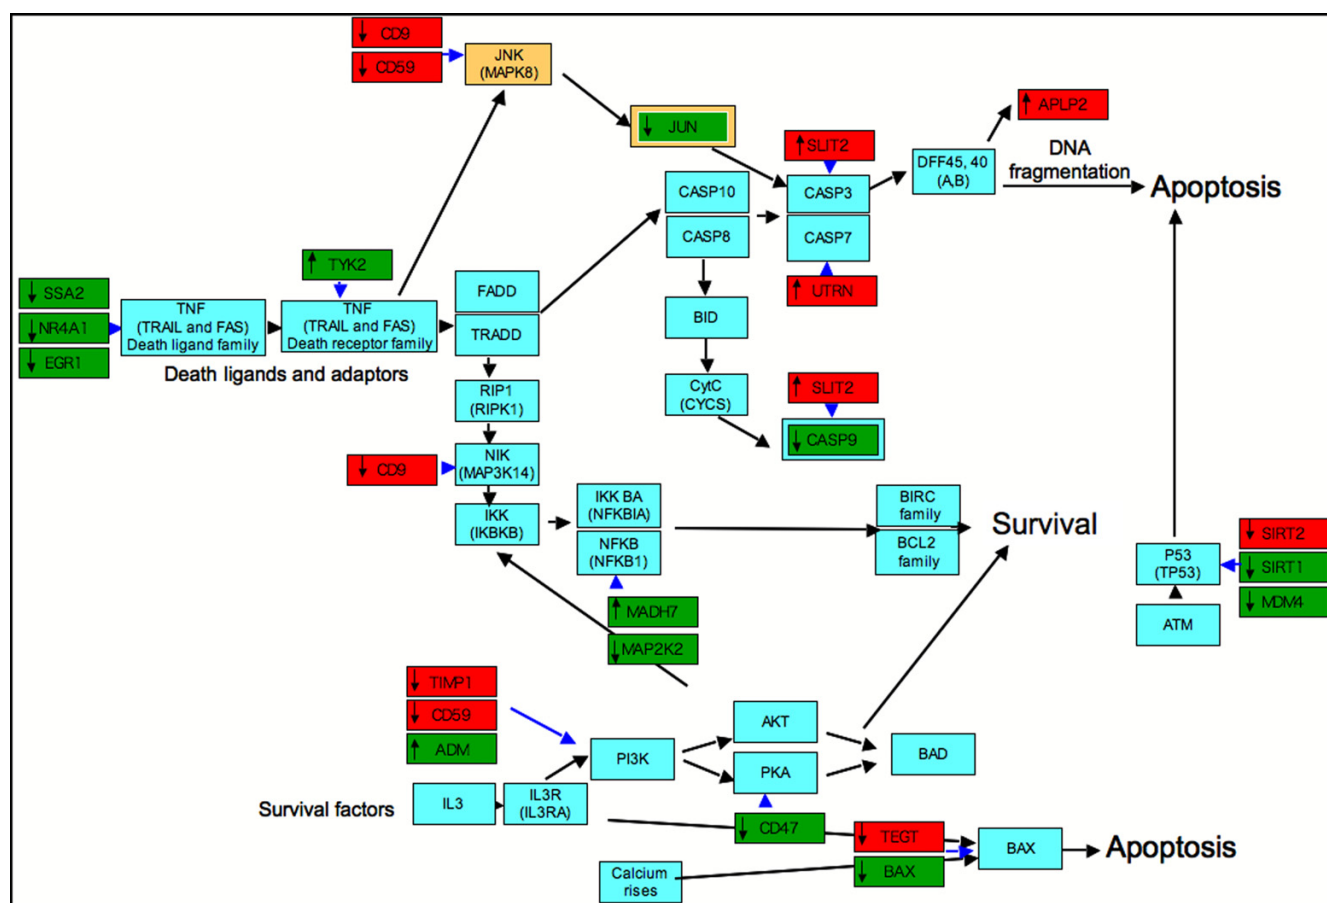 ↓ CD9
↓ CD59
JNK
(MAPK8)
↓ JUN
↑ SLIT2
↑ APLP2
DFF45, 40
(A,B)
DNA
fragmentation
Apoptosis
CASP10
CASP8
CASP3
CASP7
↑ UTRN
↑ TYK2
↓ SSA2
↓ NR4A1
↓ EGR1
TNF
(TRAIL and FAS)
Death ligand family
TNF
(TRAIL and FAS)
Death receptor family
Death ligands and adaptors
FADD
TRADD
BID
RIP1
(RIPK1)
CytC
(CYCS)
↑ SLIT2
↓ CASP9
↓ CD9
NIK
(MAP3K14)
IKK
(IKBKB)
IKK BA
(NFKBIA)
NFKB
(NFKB1)
BIRC
family
BCL2
family
Survival
P53
(TP53)
ATM
↓ SIRT2
↓ SIRT1
↓ MDM4
↑ MADH7
↓ MAP2K2
↓ TIMP1
↓ CD59
↑ ADM
PI3K
AKT
PKA
BAD
Survival factors
IL3
IL3R
(IL3RA)
↓ CD47
↓ TEGT
↓ BAX
BAX
Apoptosis
Calcium
rises